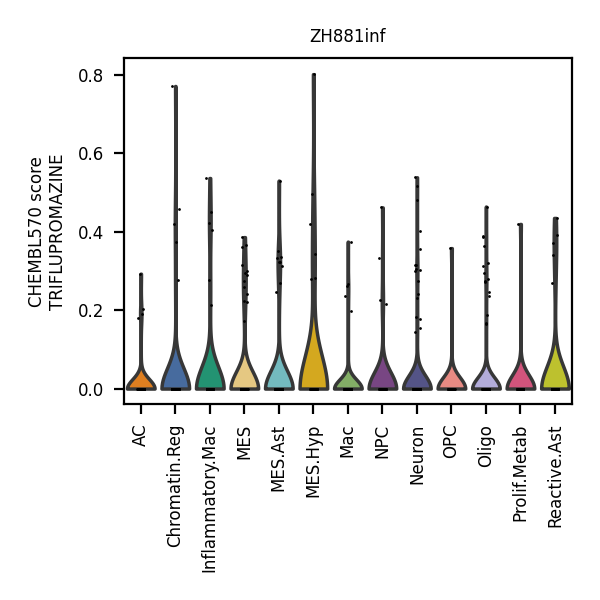 ZH881inf
CHEMBL570 score
TRIFLUPROMAZINE
0.8
0.6
0.4
0.2
0.0
AC
Chromatin.Reg
Inflammatory.Mac
MES
MES.Ast
MES.Hyp
Mac
NPC
Neuron
OPC
Oligo
Prolif.Metab
Reactive.Ast